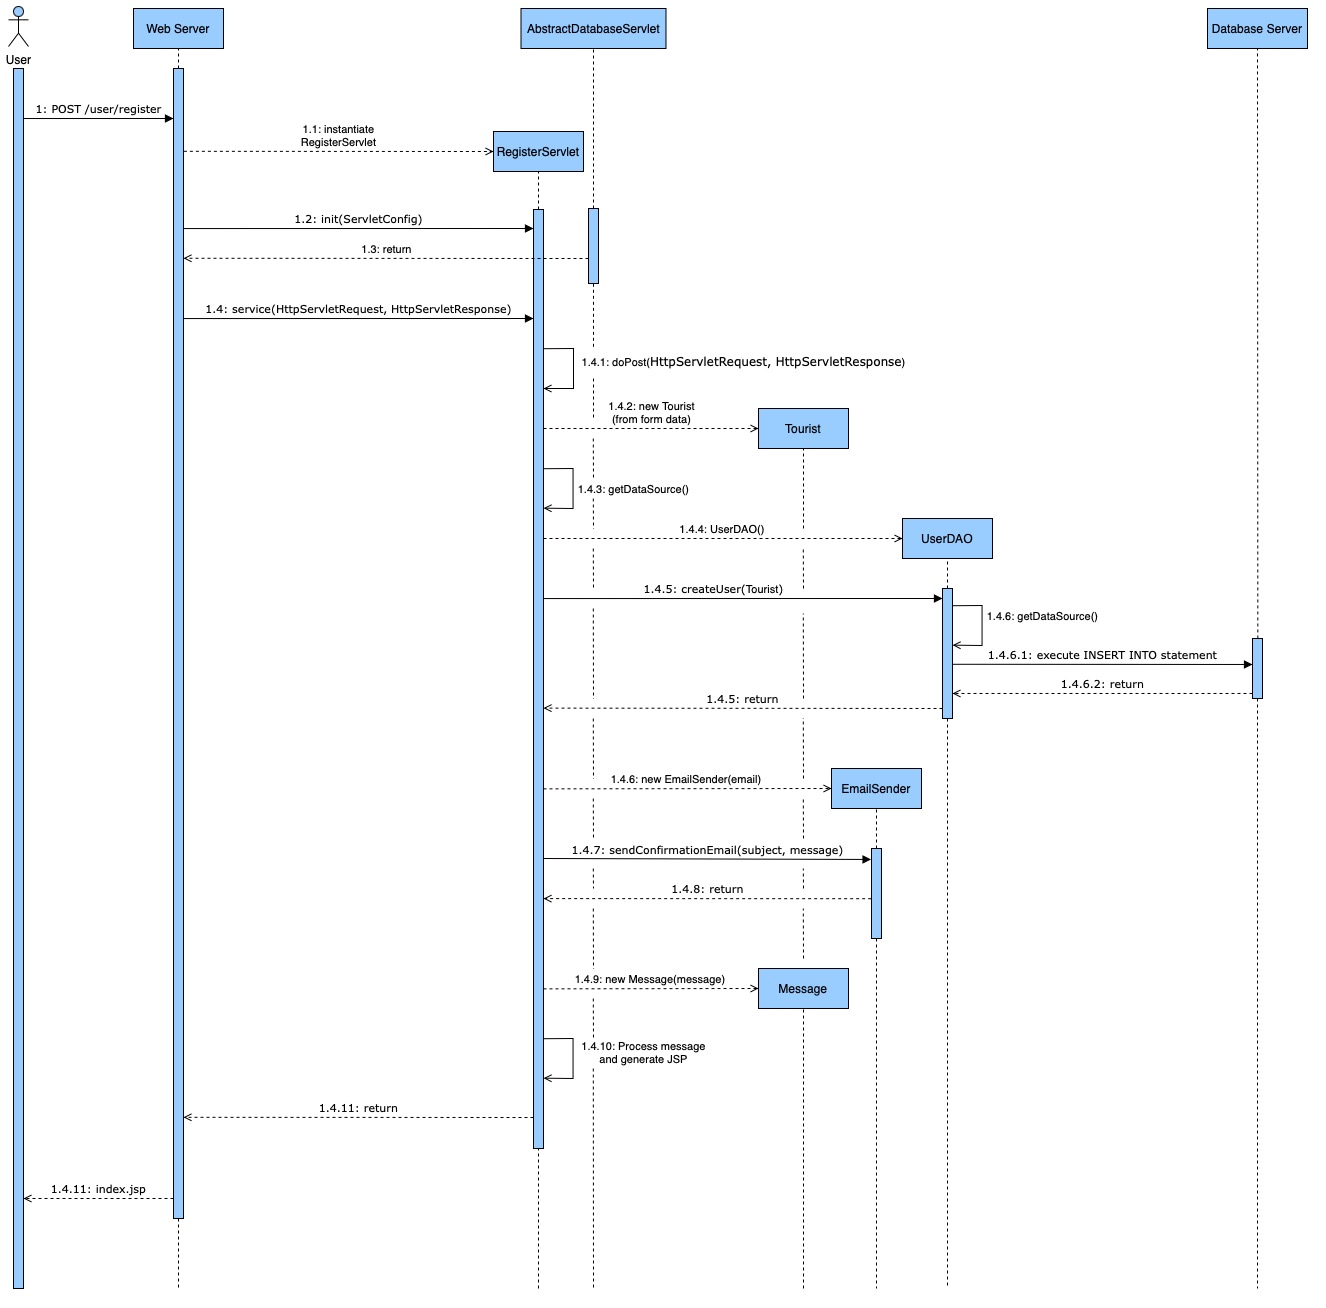 User
Web Server
AbstractDatabaseServlet
Database Server
1: POST /user/register
1.1: instantiate
RegisterServlet
RegisterServlet
1.2: init(ServletConfig)
1.3: return
1.4: service(HttpServletRequest, HttpServletResponse)
1.4.1: doPost(HttpServletRequest, HttpServletResponse)
1.4.2: new Tourist
(from form data)
Tourist
1.4.3: getDataSource()
1.4.4: UserDAO()
UserDAO
1.4.5: createUser(Tourist)
1.4.6: getDataSource()
1.4.6.1: execute INSERT INTO statement
1.4.6.2: return
1.4.5: return
1.4.6: new EmailSender(email)
EmailSender
1.4.7: sendConfirmationEmail(subject, message)
1.4.8: return
1.4.9: new Message(message)
Message
1.4.10: Process message
and generate JSP
1.4.11: return
1.4.11: index.jsp